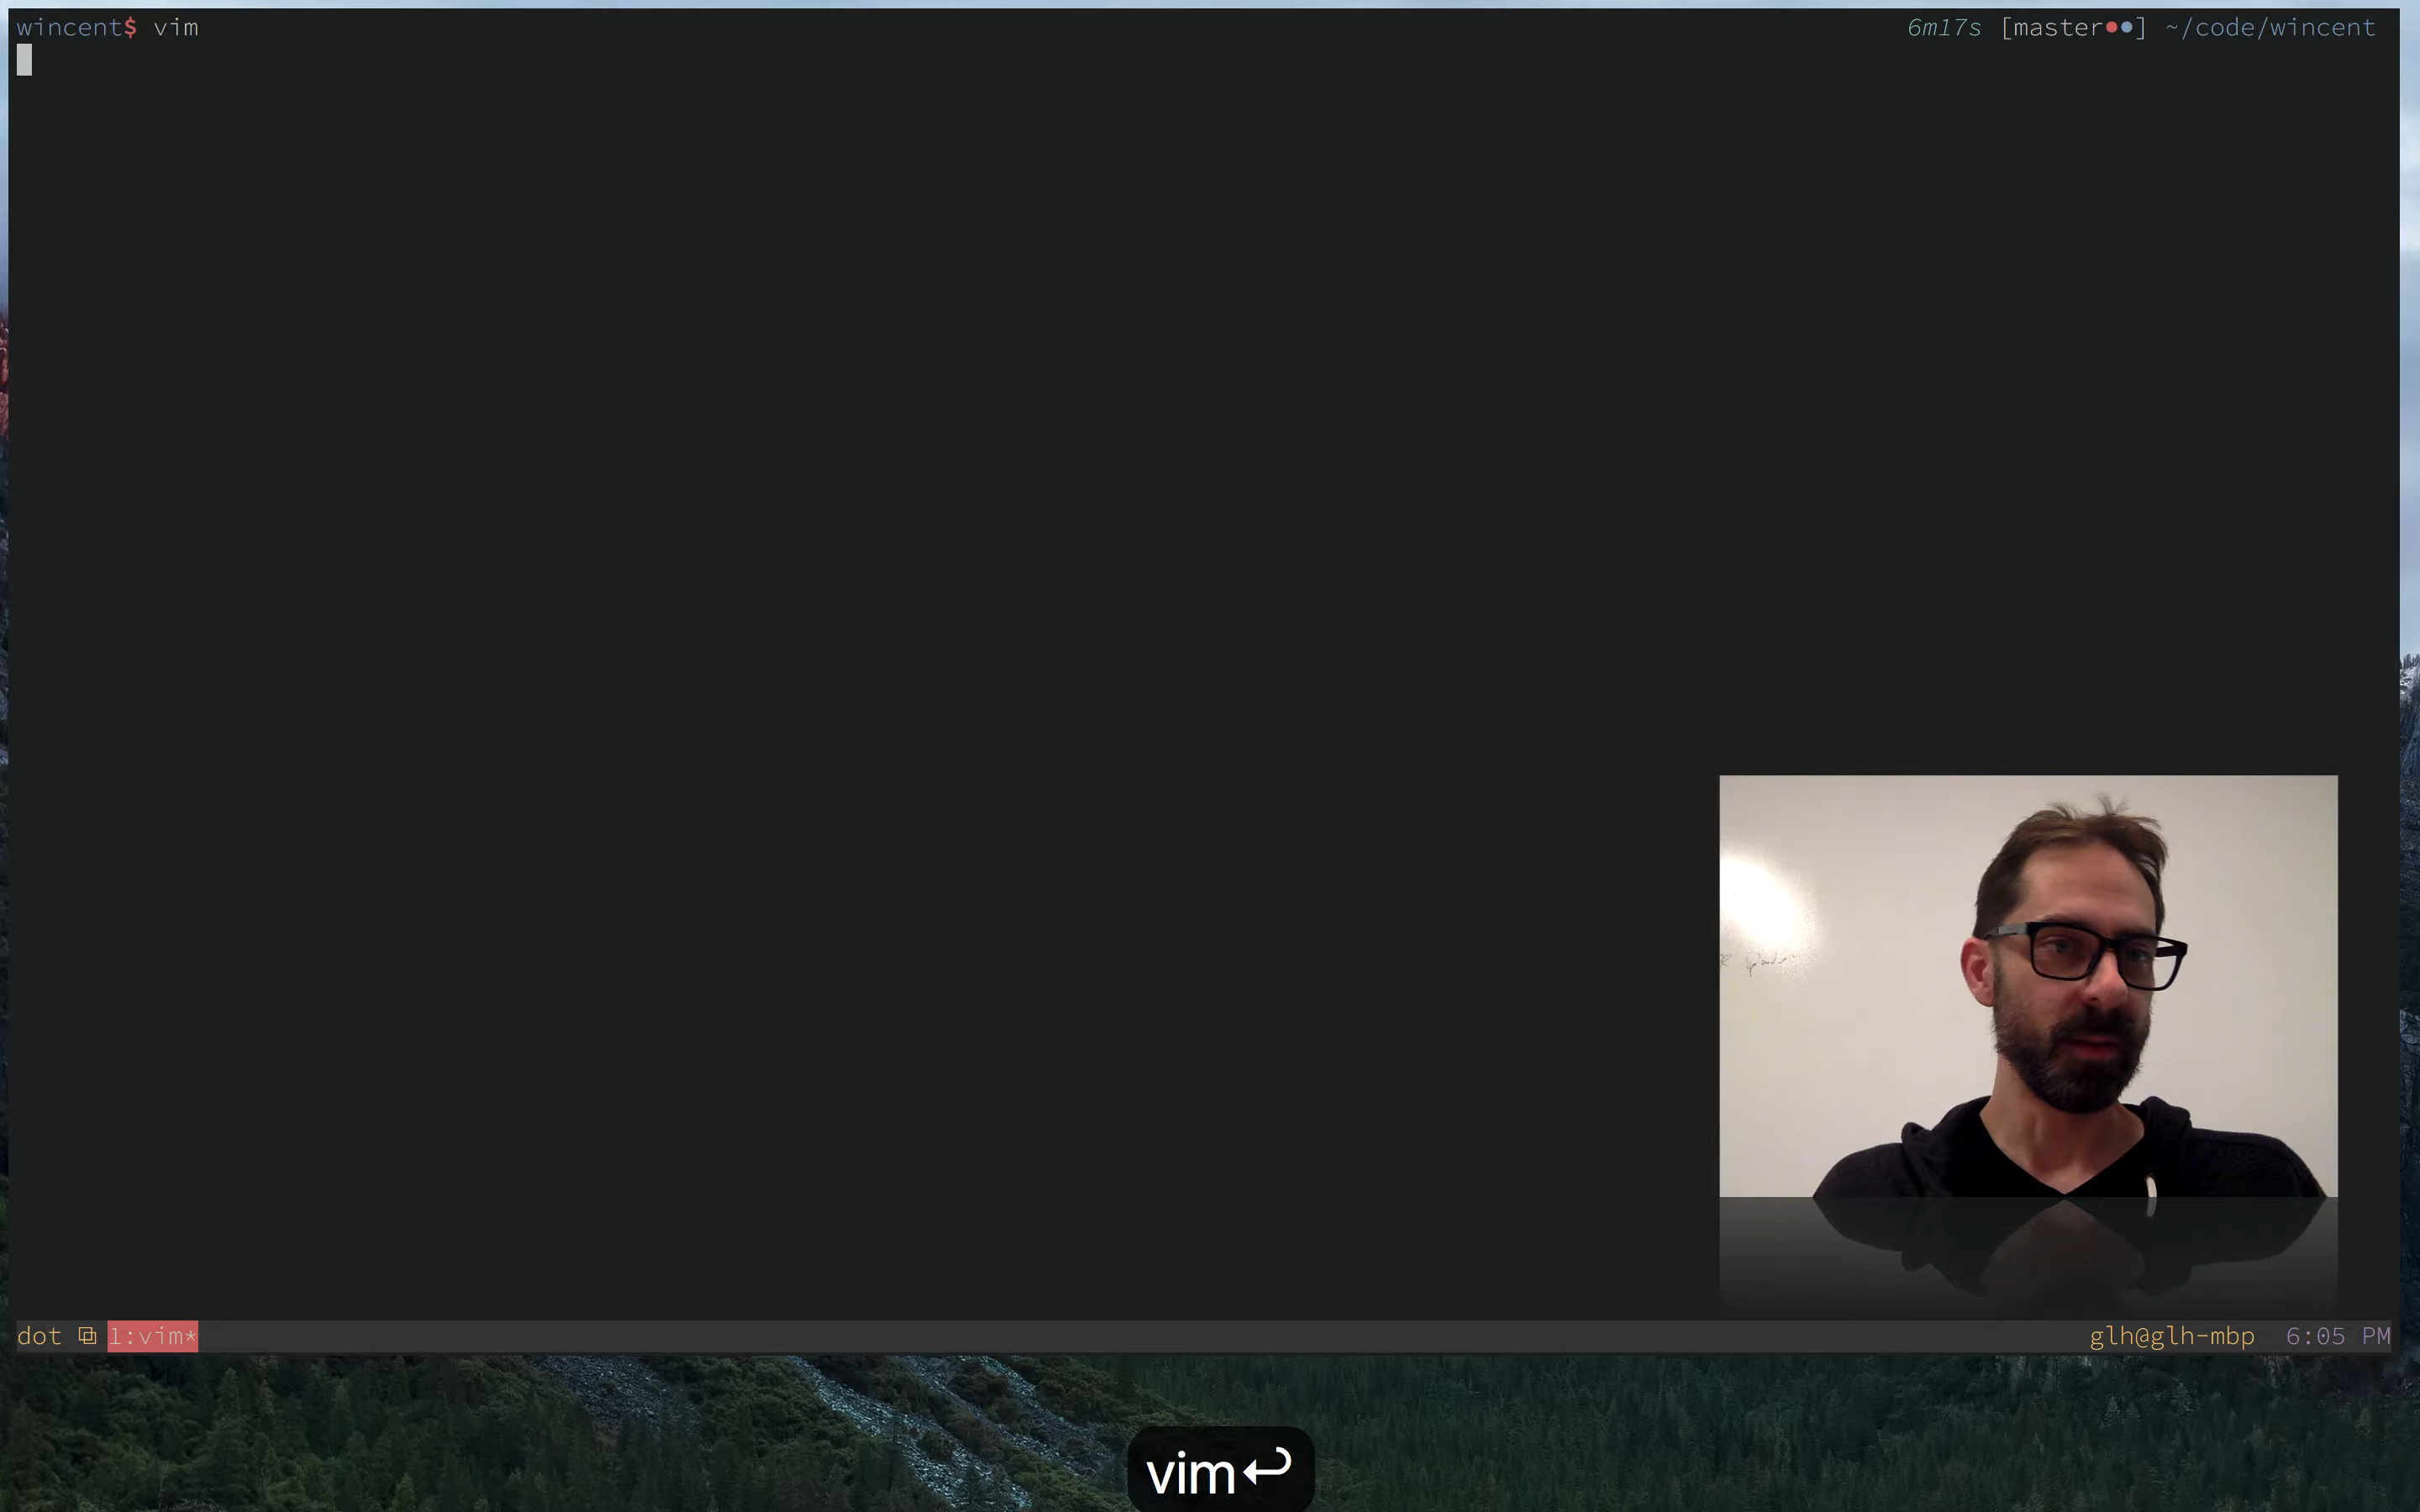 wincent$ vim 6m17s [master●●] ~/code/wincent
dot 1:vim* glh@glh-mbp 6:05 PM
vim↩